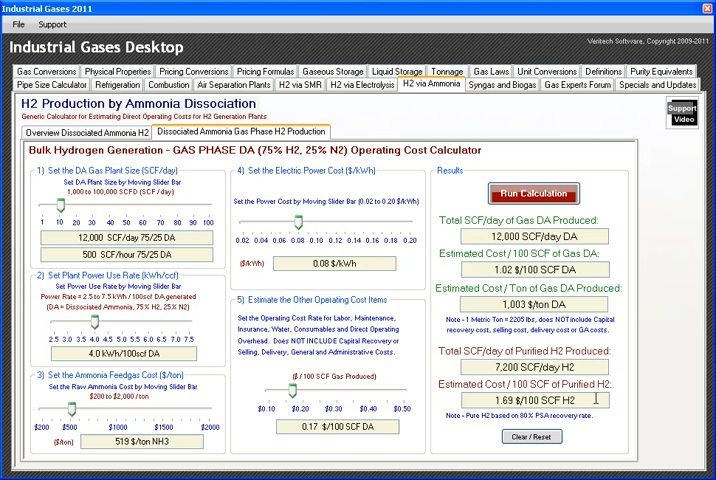 Industrial Gases 2011
File Support
Industrial Gases Desktop
Veritech Software, Copyright 2009-2011
Gas Conversions Physical Properties Pricing Conversions Pricing Formulas Gaseous Storage Liquid Storage Tonnage Gas Laws Unit Conversions Definitions Purity Equivalents
Pipe Size Calculator Refrigeration Combustion Air Separation Plants H2 via SMR H2 via Electrolysis H2 via Ammonia Syngas and Biogas Gas Experts Forum Specials and Updates
H2 Production by Ammonia Dissociation
Generic Calculator for Estimating Direct Operating Costs for H2 Generation Plants
Support
Video
Overview Dissociated Ammonia H2 Dissociated Ammonia Gas Phase H2 Production
Bulk Hydrogen Generation - GAS PHASE DA (75% H2, 25% N2) Operating Cost Calculator
1) Set the DA Gas Plant Size (SCF/day)
Set DA Plant Size by Moving Slider Bar
1,000 to 100,000 SCFD (SCF/day)
1 10 20 30 40 50 60 70 80 90 100
12,000 SCF/day 75/25 DA
500 SCF/hour 75/25 DA
2) Set Plant Power Use Rate (kWh/ccf)
Set Power Use Rate by Moving Slider Bar
Power Rate = 2.5 to 7.5 kWh / 100scf DA generated
(DA = Dissociated Ammonia, 75% H2, 25% N2)
2.5 3.0 3.5 4.0 4.5 5.0 5.5 6.0 6.5 7.0 7.5
4.0 kWh/100scf DA
3) Set the Ammonia Feedgas Cost ($/ton)
Set the Raw Ammonia Cost by Moving Slider Bar
$200 to $2,000 /ton
$200 $500 $1000 $1500 $2000
($/ton) 519 $/ton NH3
4) Set the Electric Power Cost ($/kWh)
Set the Power Cost by Moving Slider Bar (0.02 to 0.20 $/kWh)
0.02 0.04 0.06 0.08 0.10 0.12 0.14 0.16 0.18 0.20
($/kWh) 0.08 $/kWh
5) Estimate the Other Operating Cost Items
Set the Operating Cost Rate for Labor, Maintenance,
Insurance, Water, Consumables and Direct Operating
Overhead. Does NOT INCLUDE Capital Recovery or
Selling, Delivery, General and Administrative Costs.
($ / 100 SCF Gas Produced)
$0.10 $0.20 $0.30 $0.40 $0.50
0.17 $/100 SCF DA
Results
Run Calculation
Total SCF/day of Gas DA Produced:
12,000 SCF/day DA
Estimated Cost / 100 SCF of Gas DA:
1.02 $/100 SCF DA
Estimated Cost / Ton of Gas DA Produced:
1,003 $/ton DA
Note - 1 Metric Ton = 2205 lbs, does NOT include Capital
recovery cost, selling cost, delivery cost or GA costs.
Total SCF/day of Purified H2 Produced:
7,200 SCF/day H2
Estimated Cost / 100 SCF of Purified H2:
1.69 $/100 SCF H2
Note - Pure H2 based on 80% PSA recovery rate.
Clear / Reset